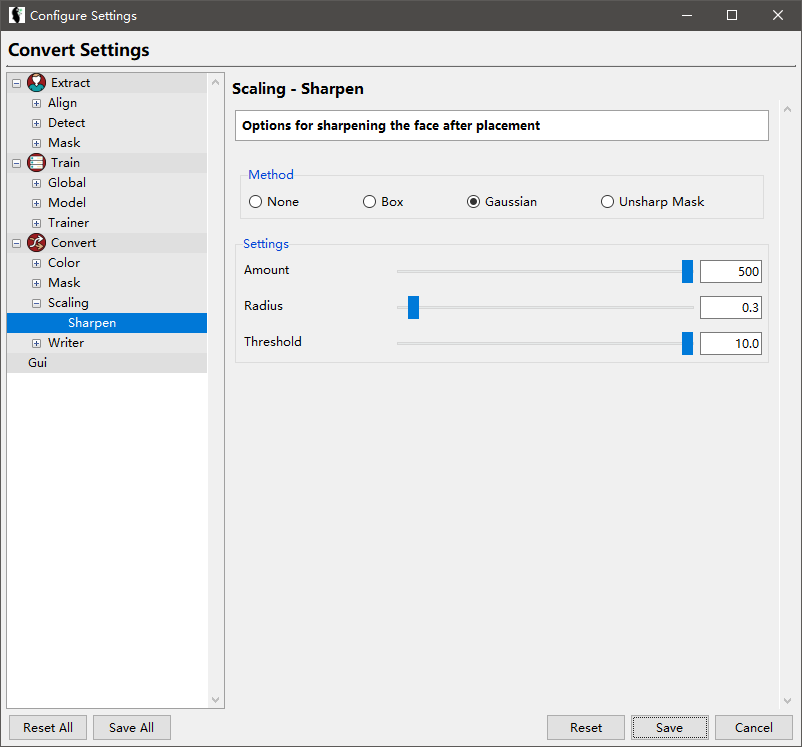 Configure Settings
Convert Settings
Extract
Align
Detect
Mask
Train
Global
Model
Trainer
Convert
Color
Mask
Scaling
Sharpen
Writer
Gui
Scaling - Sharpen
Options for sharpening the face after placement
Method
None Box Gaussian Unsharp Mask
Settings
Amount 500
Radius 0.3
Threshold 10.0
Reset All Save All Reset Save Cancel